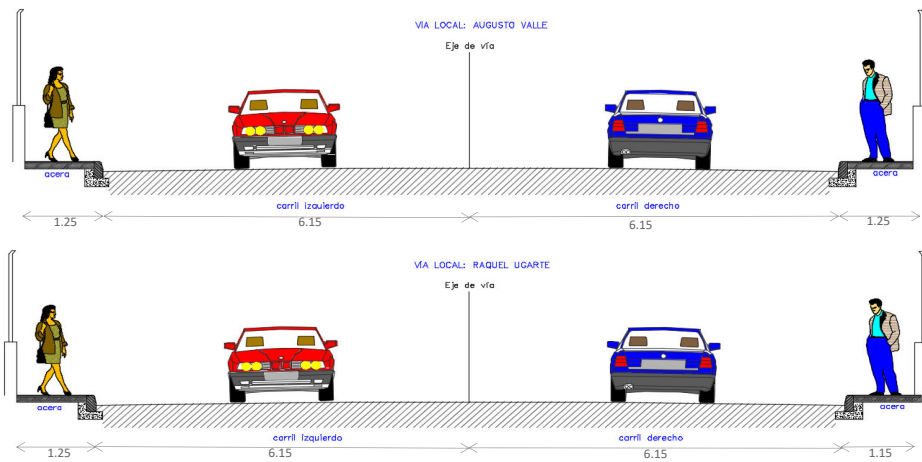 VÍA LOCAL: AUGUSTO VALLE
Eje de vía
acera
acera
carril izquierdo
carril derecho
1.25
6.15
6.15
1.25
VÍA LOCAL: RAQUEL UGARTE
Eje de vía
acera
acera
carril izquierdo
carril derecho
1.25
6.15
6.15
1.15